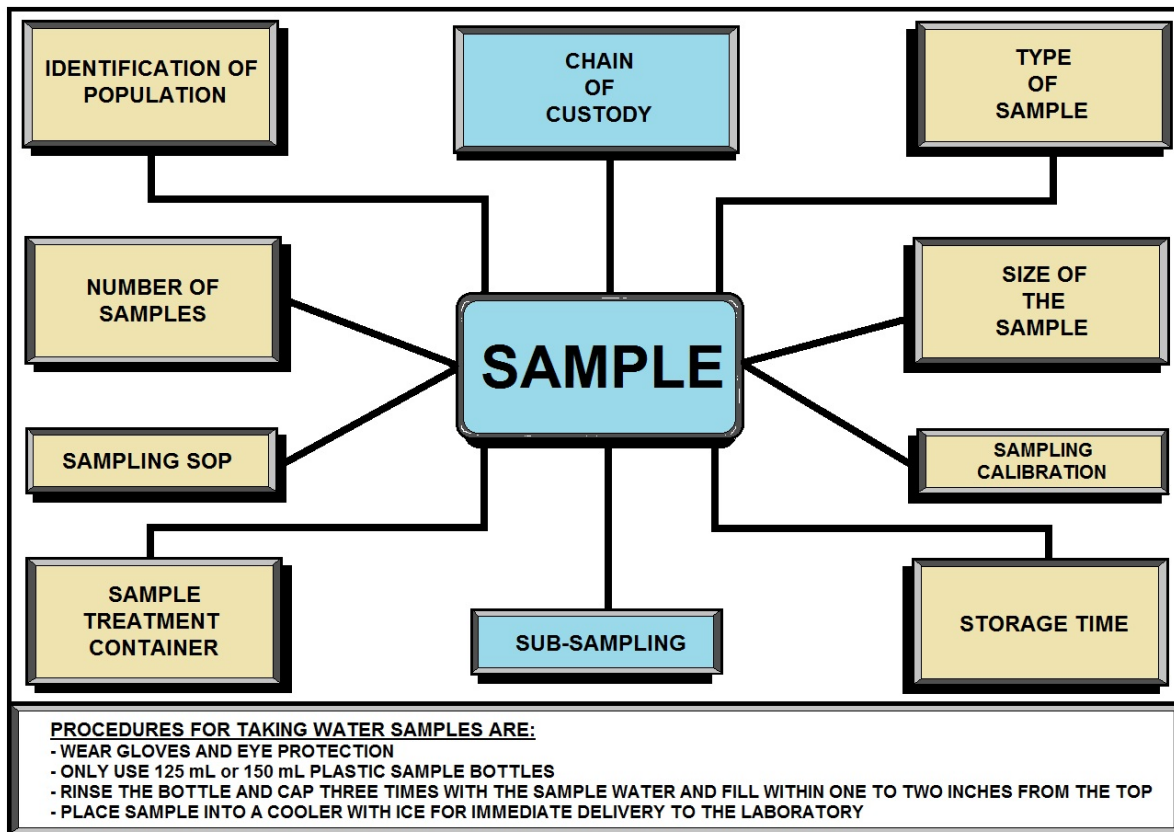 IDENTIFICATION OF
POPULATION
CHAIN
OF
CUSTODY
TYPE
OF
SAMPLE
NUMBER OF
SAMPLES
SIZE OF
THE
SAMPLE
SAMPLE
SAMPLING SOP
SAMPLING
CALIBRATION
SAMPLE
TREATMENT
CONTAINER
SUB-SAMPLING
STORAGE TIME
PROCEDURES FOR TAKING WATER SAMPLES ARE:
- WEAR GLOVES AND EYE PROTECTION
- ONLY USE 125 mL or 150 mL PLASTIC SAMPLE BOTTLES
- RINSE THE BOTTLE AND CAP THREE TIMES WITH THE SAMPLE WATER AND FILL WITHIN ONE TO TWO INCHES FROM THE TOP
- PLACE SAMPLE INTO A COOLER WITH ICE FOR IMMEDIATE DELIVERY TO THE LABORATORY